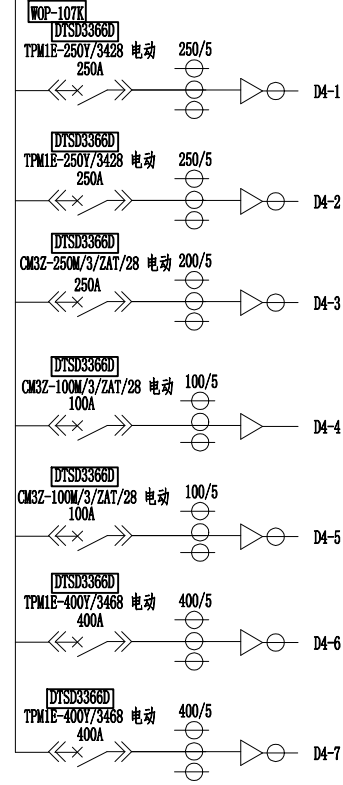 WOP-107K
DTSD3366D
TPM1E-250Y/3428 电动 250/5
250A
D4-1
DTSD3366D
TPM1E-250Y/3428 电动 250/5
250A
D4-2
DTSD3366D
CM3Z-250M/3/ZAT/28 电动 200/5
250A
D4-3
DTSD3366D
CM3Z-100M/3/ZAT/28 电动 100/5
100A
D4-4
DTSD3366D
CM3Z-100M/3/ZAT/28 电动 100/5
100A
D4-5
DTSD3366D
TPM1E-400Y/3468 电动 400/5
400A
D4-6
DTSD3366D
TPM1E-400Y/3468 电动 400/5
400A
D4-7